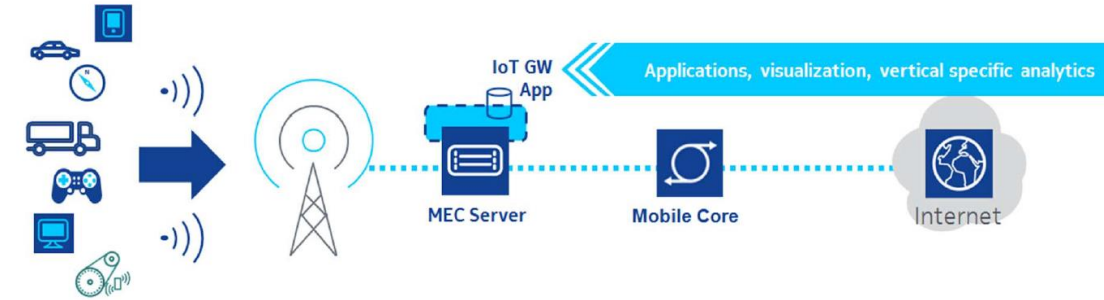 N
IoT GW
App
Applications, visualization, vertical specific analytics
MEC Server
Mobile Core
Internet